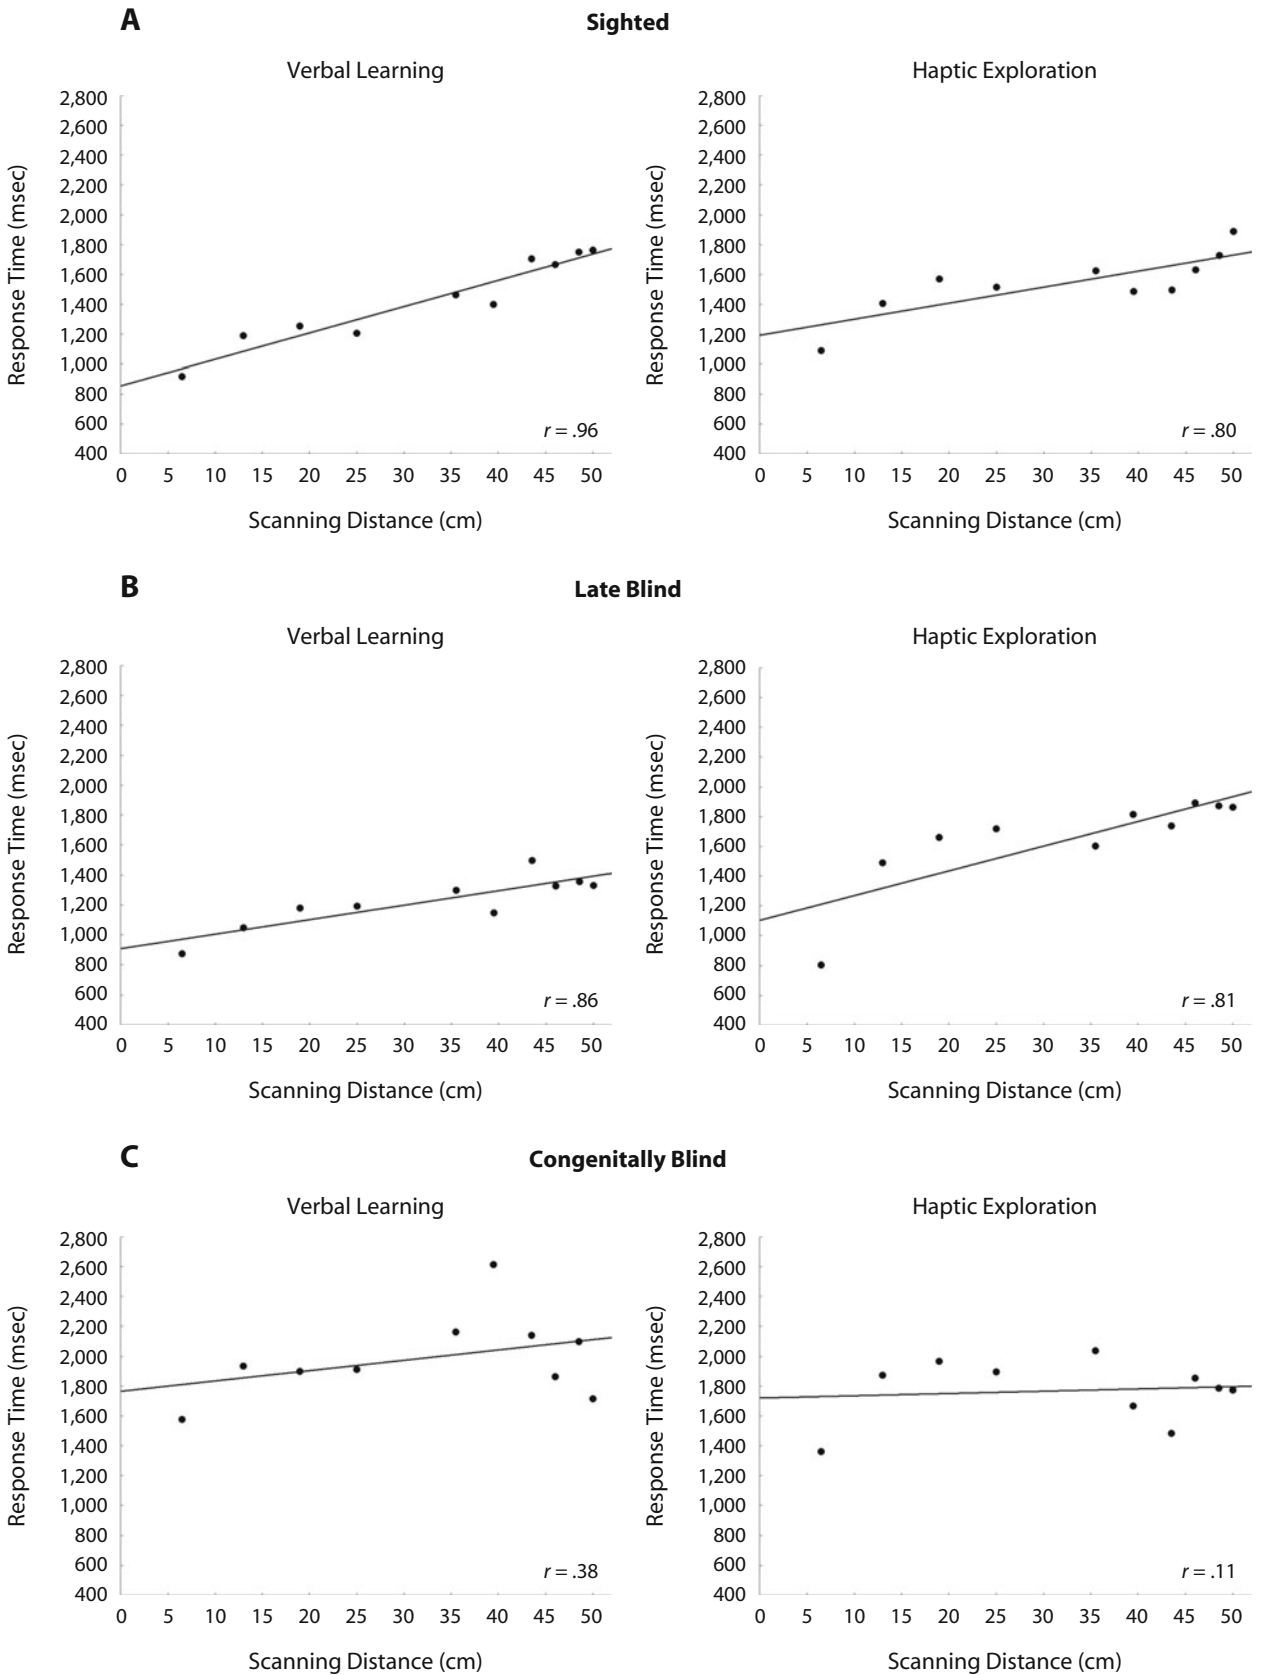 A
Sighted
Verbal Learning
2,800
2,600
2,400
2,200
2,000
1,800
1,600
1,400
1,200
1,000
800
600
400
Response Time (msec)
r = .96
0 5 10 15 20 25 30 35 40 45 50
Scanning Distance (cm)
Haptic Exploration
2,800
2,600
2,400
2,200
2,000
1,800
1,600
1,400
1,200
1,000
800
600
400
Response Time (msec)
r = .80
0 5 10 15 20 25 30 35 40 45 50
Scanning Distance (cm)
B
Late Blind
Verbal Learning
2,800
2,600
2,400
2,200
2,000
1,800
1,600
1,400
1,200
1,000
800
600
400
Response Time (msec)
r = .86
0 5 10 15 20 25 30 35 40 45 50
Scanning Distance (cm)
Haptic Exploration
2,800
2,600
2,400
2,200
2,000
1,800
1,600
1,400
1,200
1,000
800
600
400
Response Time (msec)
r = .81
0 5 10 15 20 25 30 35 40 45 50
Scanning Distance (cm)
C
Congenitally Blind
Verbal Learning
2,800
2,600
2,400
2,200
2,000
1,800
1,600
1,400
1,200
1,000
800
600
400
Response Time (msec)
r = .38
0 5 10 15 20 25 30 35 40 45 50
Scanning Distance (cm)
Haptic Exploration
2,800
2,600
2,400
2,200
2,000
1,800
1,600
1,400
1,200
1,000
800
600
400
Response Time (msec)
r = .11
0 5 10 15 20 25 30 35 40 45 50
Scanning Distance (cm)